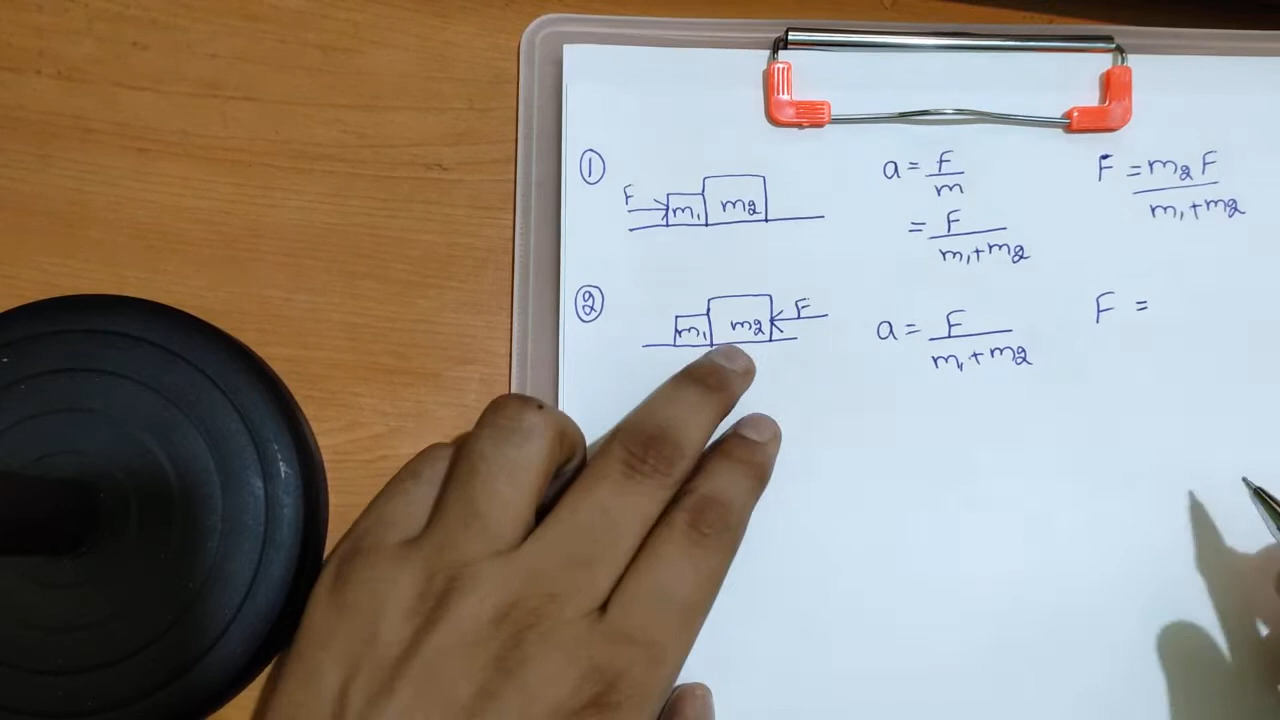 ①
F
m₁ m₂
a = F/m
= F/(m₁+m₂)
F = m₂F/(m₁+m₂)
②
m₁ m₂
F
a = F/(m₁+m₂)
F =